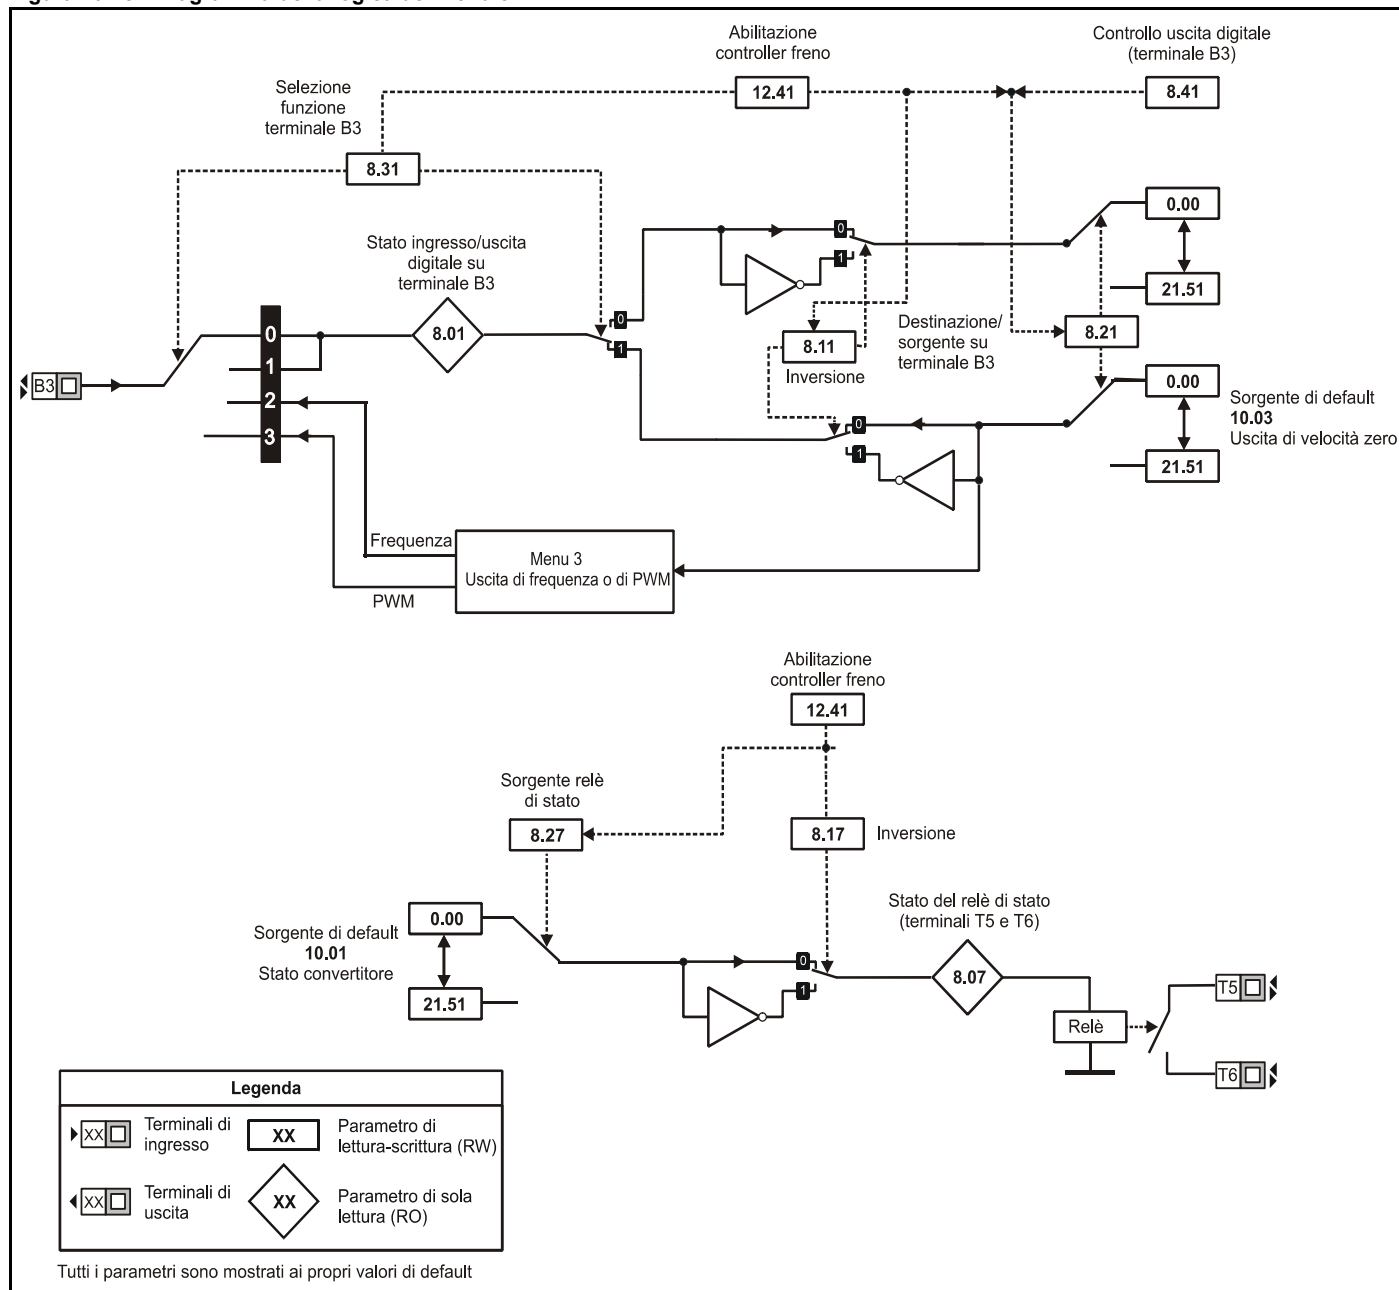 Abilitazione
controller freno
12.41
Controllo uscita digitale
(terminale B3)
8.41
Selezione
funzione
terminale B3
8.31
Stato ingresso/uscita
digitale su
terminale B3
8.01
B3
0
1
2
3
0
1
0
1
8.11
Inversione
Destinazione/
sorgente su
terminale B3
8.21
0.00
21.51
0
1
0.00
21.51
Sorgente di default
10.03
Uscita di velocità zero
Frequenza
PWM
Menu 3
Uscita di frequenza o di PWM
Abilitazione
controller freno
12.41
Sorgente relè
di stato
8.27
8.17
Inversione
Sorgente di default
10.01
Stato convertitore
0.00
21.51
0
1
Stato del relè di stato
(terminali T5 e T6)
8.07
Relè
T5
T6
Legenda
XX
Terminali di
ingresso
XX
Parametro di
lettura-scrittura (RW)
XX
Terminali di
uscita
XX
Parametro di sola
lettura (RO)
Tutti i parametri sono mostrati ai propri valori di default